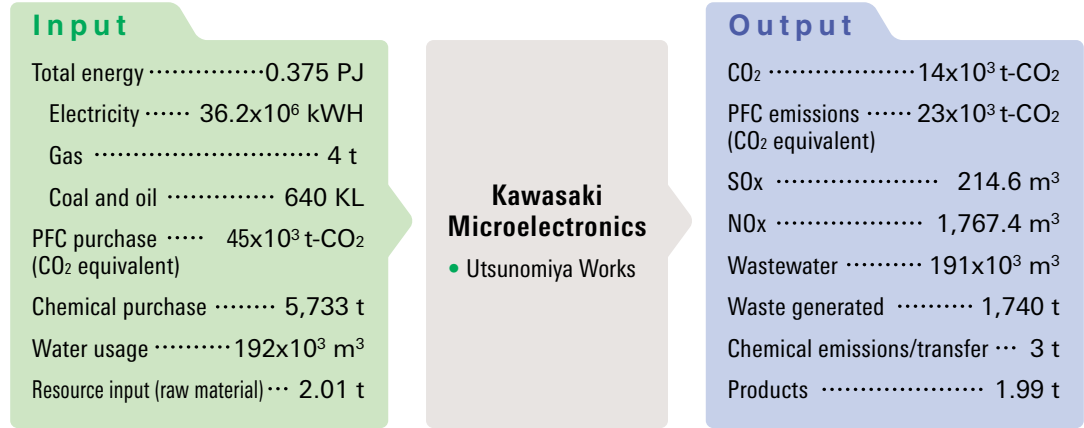 Input
Total energy ··············· 0.375 PJ
Electricity ······ 36.2x10⁶ kWH
Gas ···························· 4 t
Coal and oil ·············· 640 KL
PFC purchase ····· 45x10³ t-CO₂
(CO₂ equivalent)
Chemical purchase ········ 5,733 t
Water usage ·········· 192x10³ m³
Resource input (raw material) ··· 2.01 t
Kawasaki
Microelectronics
• Utsunomiya Works
Output
CO₂ ·················· 14x10³ t-CO₂
PFC emissions ······ 23x10³ t-CO₂
(CO₂ equivalent)
SOx ····················· 214.6 m³
NOx ··················· 1,767.4 m³
Wastewater ·········· 191x10³ m³
Waste generated ·········· 1,740 t
Chemical emissions/transfer ··· 3 t
Products ····················· 1.99 t